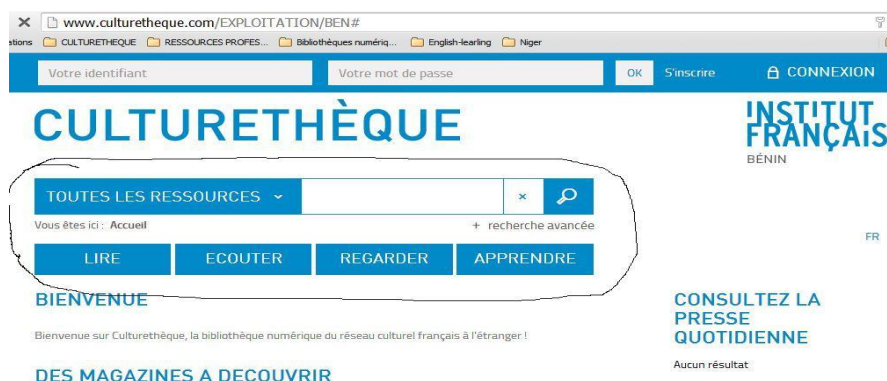 www.culturetheque.com/EXPLOITATION/BEN#
ations CULTURETHEQUE RESSOURCES PROFES... Bibliothèques numériq... English-learling Niger
Votre identifiant Votre mot de passe OK S'inscrire CONNEXION
CULTURETHÈQUE
INSTITUT
FRANÇAIS
BÉNIN
TOUTES LES RESSOURCES ×
Vous êtes ici : Accueil + recherche avancée
FR
LIRE ECOUTER REGARDER APPRENDRE
BIENVENUE
Bienvenue sur Culturethèque, la bibliothèque numérique du réseau culturel français à l'étranger !
DES MAGAZINES A DECOUVRIR
CONSULTEZ LA
PRESSE
QUOTIDIENNE
Aucun résultat